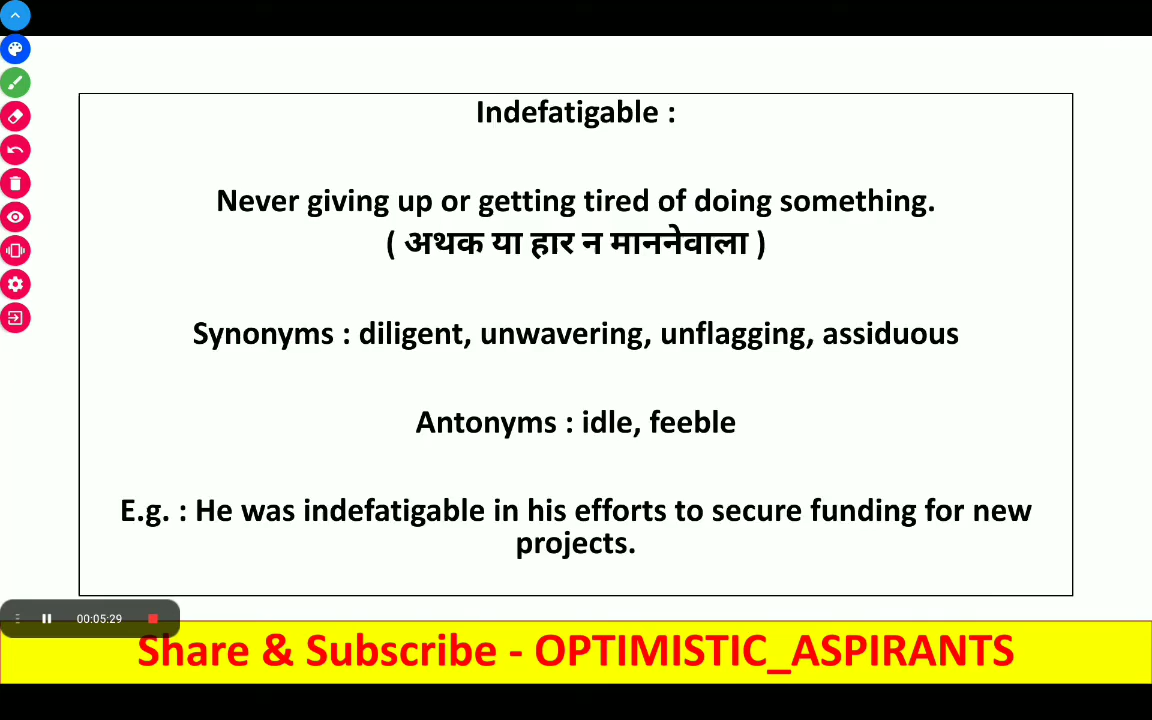 Indefatigable :
Never giving up or getting tired of doing something.
( अथक या हार न माननेवाला )
Synonyms : diligent, unwavering, unflagging, assiduous
Antonyms : idle, feeble
E.g. : He was indefatigable in his efforts to secure funding for new
projects.
00:05:29
Share & Subscribe - OPTIMISTIC_ASPIRANTS